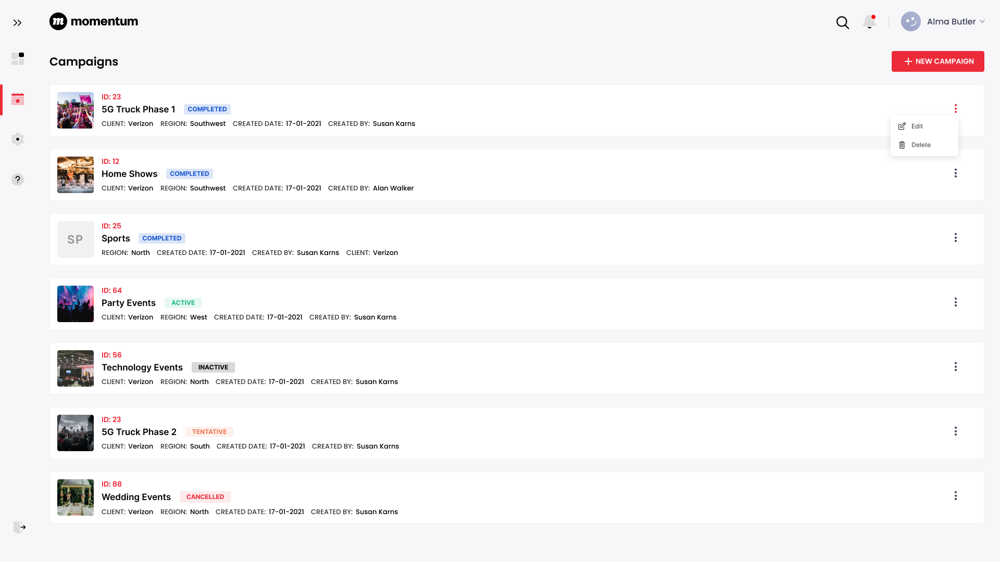 momentum
Alma Butler
Campaigns
NEW CAMPAIGN
ID: 23
5G Truck Phase 1 COMPLETED
CLIENT: Verizon REGION: Southwest CREATED DATE: 17-01-2021 CREATED BY: Susan Karns
Edit
Delete
ID: 12
Home Shows COMPLETED
CLIENT: Verizon REGION: Southwest CREATED DATE: 17-01-2021 CREATED BY: Alan Walker
SP
ID: 25
Sports COMPLETED
REGION: North CREATED DATE: 17-01-2021 CREATED BY: Susan Karns CLIENT: Verizon
ID: 64
Party Events ACTIVE
CLIENT: Verizon REGION: West CREATED DATE: 17-01-2021 CREATED BY: Susan Karns
ID: 56
Technology Events INACTIVE
CLIENT: Verizon REGION: North CREATED DATE: 17-01-2021 CREATED BY: Susan Karns
ID: 23
5G Truck Phase 2 TENTATIVE
CLIENT: Verizon REGION: South CREATED DATE: 17-01-2021 CREATED BY: Susan Karns
ID: 88
Wedding Events CANCELLED
CLIENT: Verizon REGION: North CREATED DATE: 17-01-2021 CREATED BY: Susan Karns